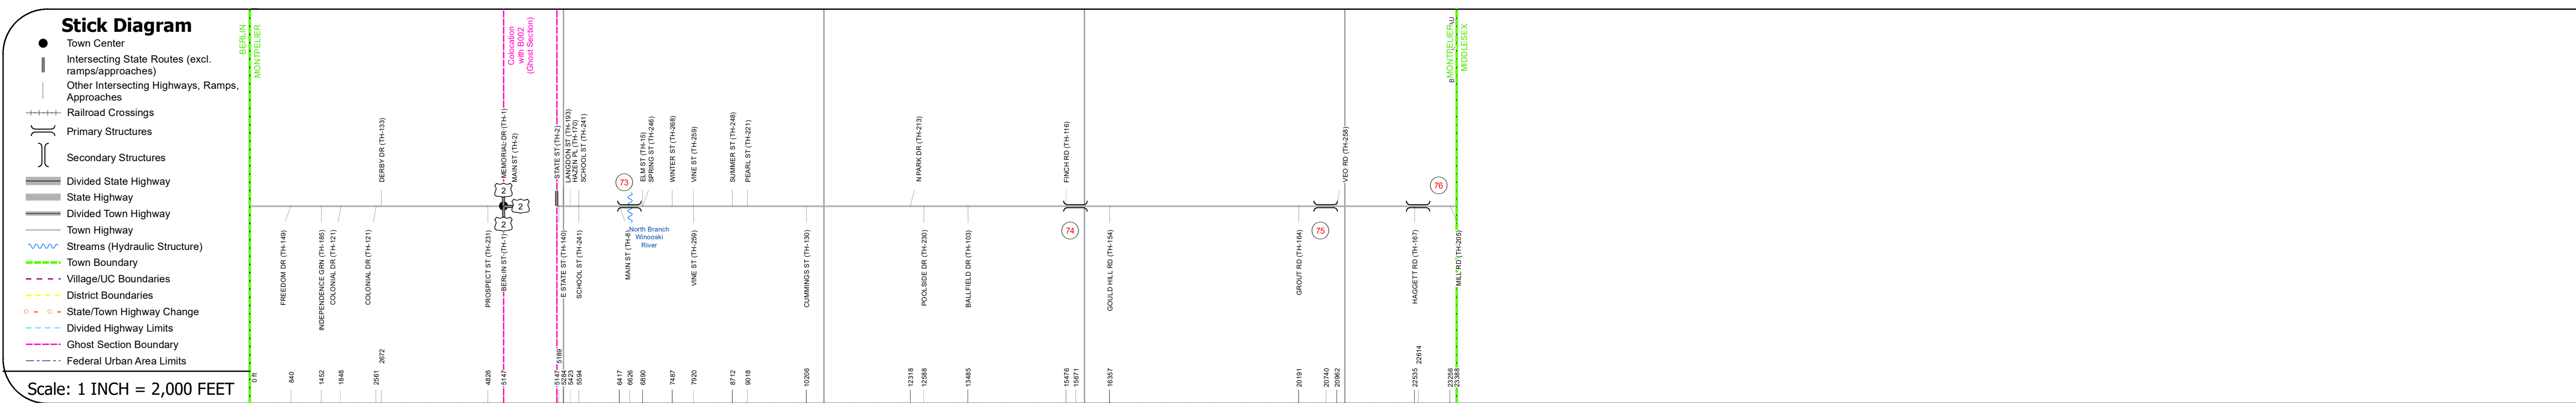 Stick Diagram
Town Center
Intersecting State Routes (excl.
ramps/approaches)
Other Intersecting Highways, Ramps,
Approaches
Railroad Crossings
Primary Structures
Secondary Structures
Divided State Highway
State Highway
Divided Town Highway
Town Highway
Streams (Hydraulic Structure)
Town Boundary
Village/UC Boundaries
District Boundaries
State/Town Highway Change
Divided Highway Limits
Ghost Section Boundary
Federal Urban Area Limits
Scale: 1 INCH = 2,000 FEET
BERLIN
MONTPELIER
Colocation
with B002
(Ghost Section)
MONTPELIER
MIDDLESEX
DERBY DR (TH-133)
MEMORIAL DR (TH-1)
MAIN ST (TH-2)
STATE ST (TH-2)
LANGDON ST (TH-193)
HAZEN PL (TH-170)
SCHOOL ST (TH-241)
ELM ST (TH-15)
SPRING ST (TH-246)
WINTER ST (TH-268)
VINE ST (TH-259)
SUMMER ST (TH-248)
PEARL ST (TH-221)
N PARK DR (TH-213)
FINCH RD (TH-116)
VEO RD (TH-258)
2
2
2
73
74
75
76
North Branch
Winooski
River
FREEDOM DR (TH-149)
INDEPENDENCE GRN (TH-185)
COLONIAL DR (TH-121)
COLONIAL DR (TH-121)
PROSPECT ST (TH-231)
BERLIN ST (TH-1)
E STATE ST (TH-140)
SCHOOL ST (TH-241)
MAIN ST (TH-8)
VINE ST (TH-259)
CUMMINGS ST (TH-130)
POOLSIDE DR (TH-230)
BALLFIELD DR (TH-103)
GOULD HILL RD (TH-154)
GROUT RD (TH-164)
HAGGETT RD (TH-167)
MILL RD (TH-205)
0 ft
840
1452
1848
2561
2672
4826
5147
5147
5189
5284
5423
5594
6417
6626
6890
7487
7920
8712
9018
10206
12318
12588
13485
15476
15671
16357
20191
20740
20962
22535
22614
23256
23388